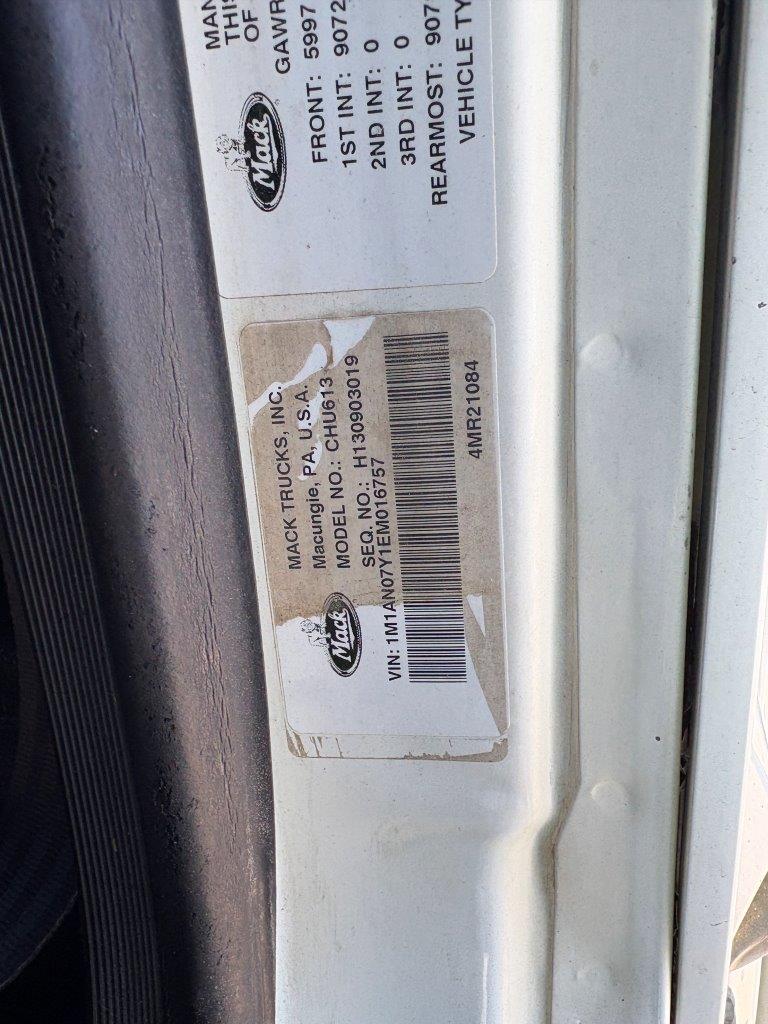 MAN
THIS
OF
GAWR
FRONT: 5997
1ST INT: 9072
2ND INT: 0
3RD INT: 0
REARMOST: 907
VEHICLE TY
Mack
MACK TRUCKS, INC.
Macungie, PA, U.S.A.
MODEL NO.: CHU613
SEQ. NO.: H130903019
VIN: 1M1AN07Y1EM016757
4MR21084
Mack